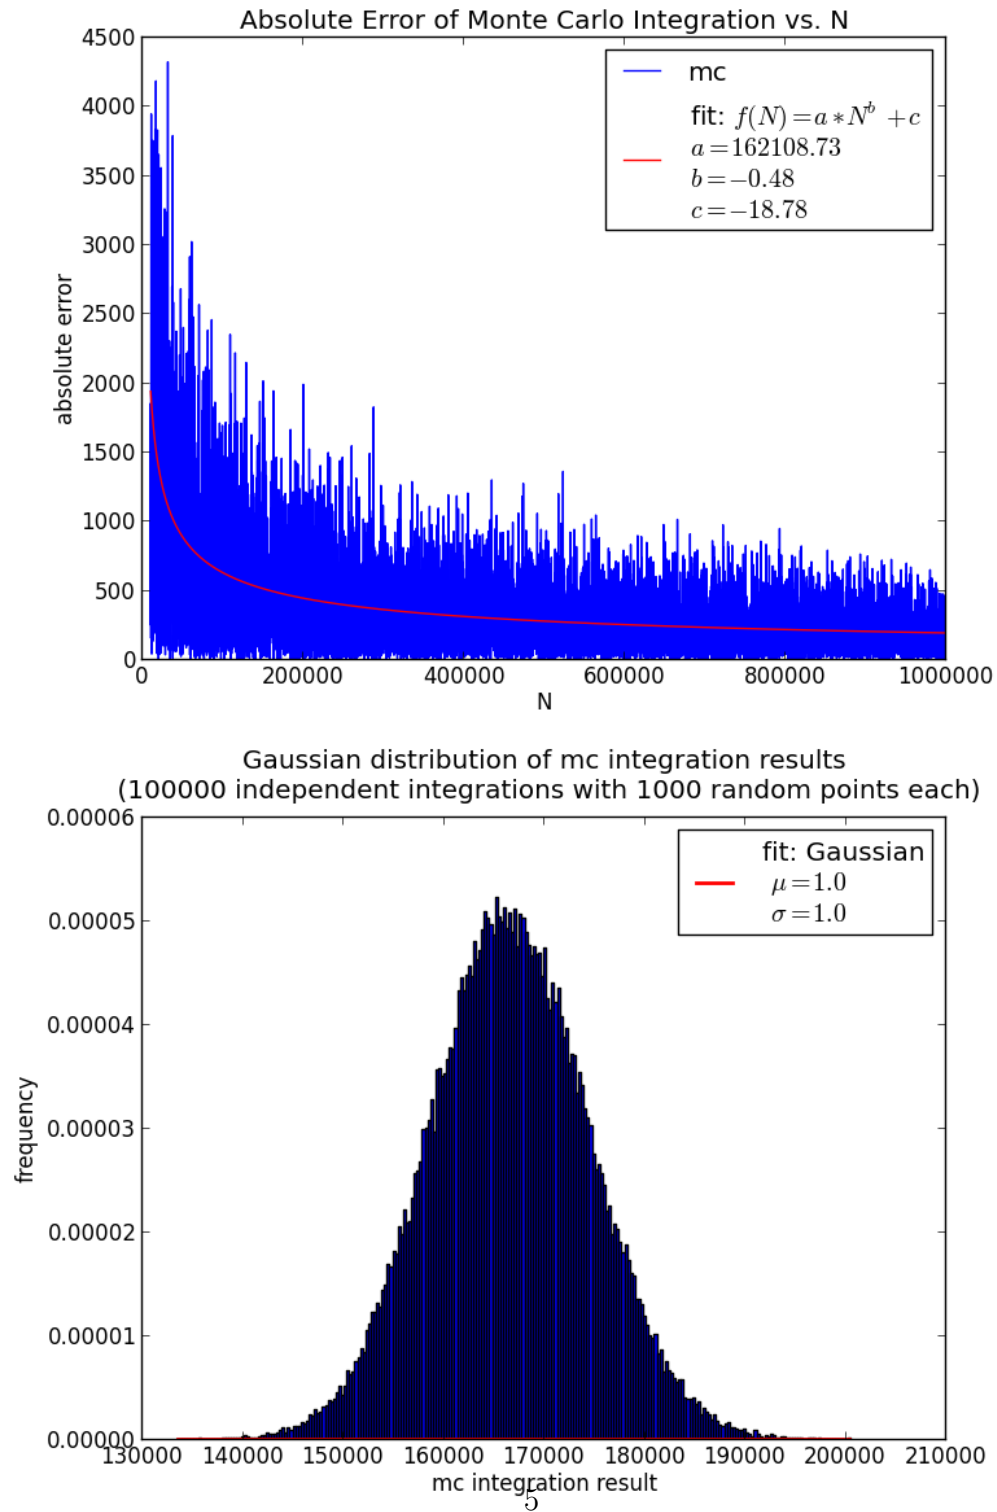 Absolute Error of Monte Carlo Integration vs. N
4500
4000
3500
3000
2500
2000
1500
1000
500
0
absolute error
mc
fit: f(N)=a∗N^b +c
a=162108.73
b=−0.48
c=−18.78
0 200000 400000 600000 800000 1000000
N
Gaussian distribution of mc integration results
(100000 independent integrations with 1000 random points each)
0.00006
0.00005
0.00004
0.00003
0.00002
0.00001
0.00000
frequency
fit: Gaussian
μ=1.0
σ=1.0
130000 140000 150000 160000 170000 180000 190000 200000 210000
mc integration result
5